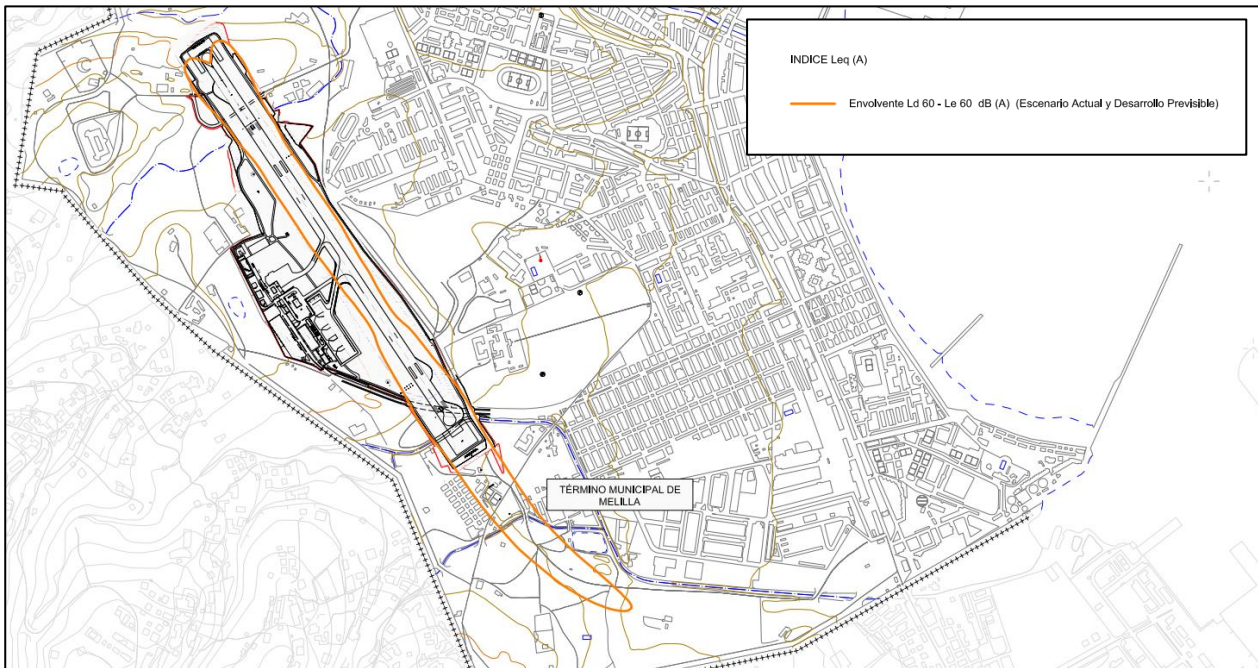 INDICE Leq (A)
Envolvente Ld 60 - Le 60 dB (A) (Escenario Actual y Desarrollo Previsible)
TÉRMINO MUNICIPAL DE
MELILLA